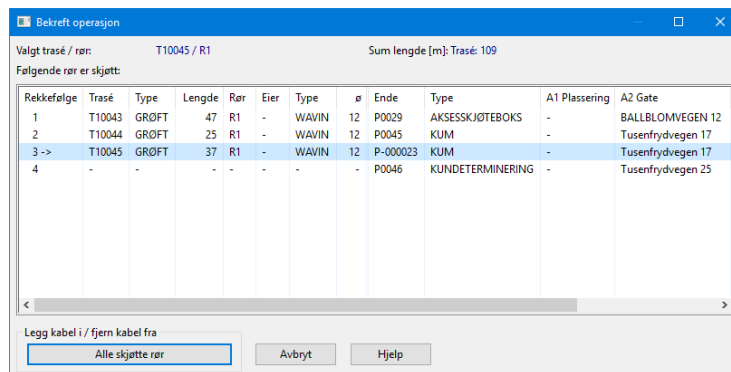 Bekreft operasjon
Valgt trasé / rør: T10045 / R1 Sum lengde [m]: Trasé: 109
Følgende rør er skjøtt:
Rekkefølge Trasé Type Lengde Rør Eier Type ø Ende Type A1 Plassering A2 Gate
1 T10043 GRØFT 47 R1 - WAVIN 12 P0029 AKSESSKJØTEBOKS - BALLBLOMVEGEN 12
2 T10044 GRØFT 25 R1 - WAVIN 12 P0045 KUM - Tusenfrydvegen 17
3 -> T10045 GRØFT 37 R1 - WAVIN 12 P-000023 KUM - Tusenfrydvegen 17
4 - - - - - - - P0046 KUNDETERMINERING - Tusenfrydvegen 25
Legg kabel i / fjern kabel fra
Alle skjøtte rør Avbryt Hjelp